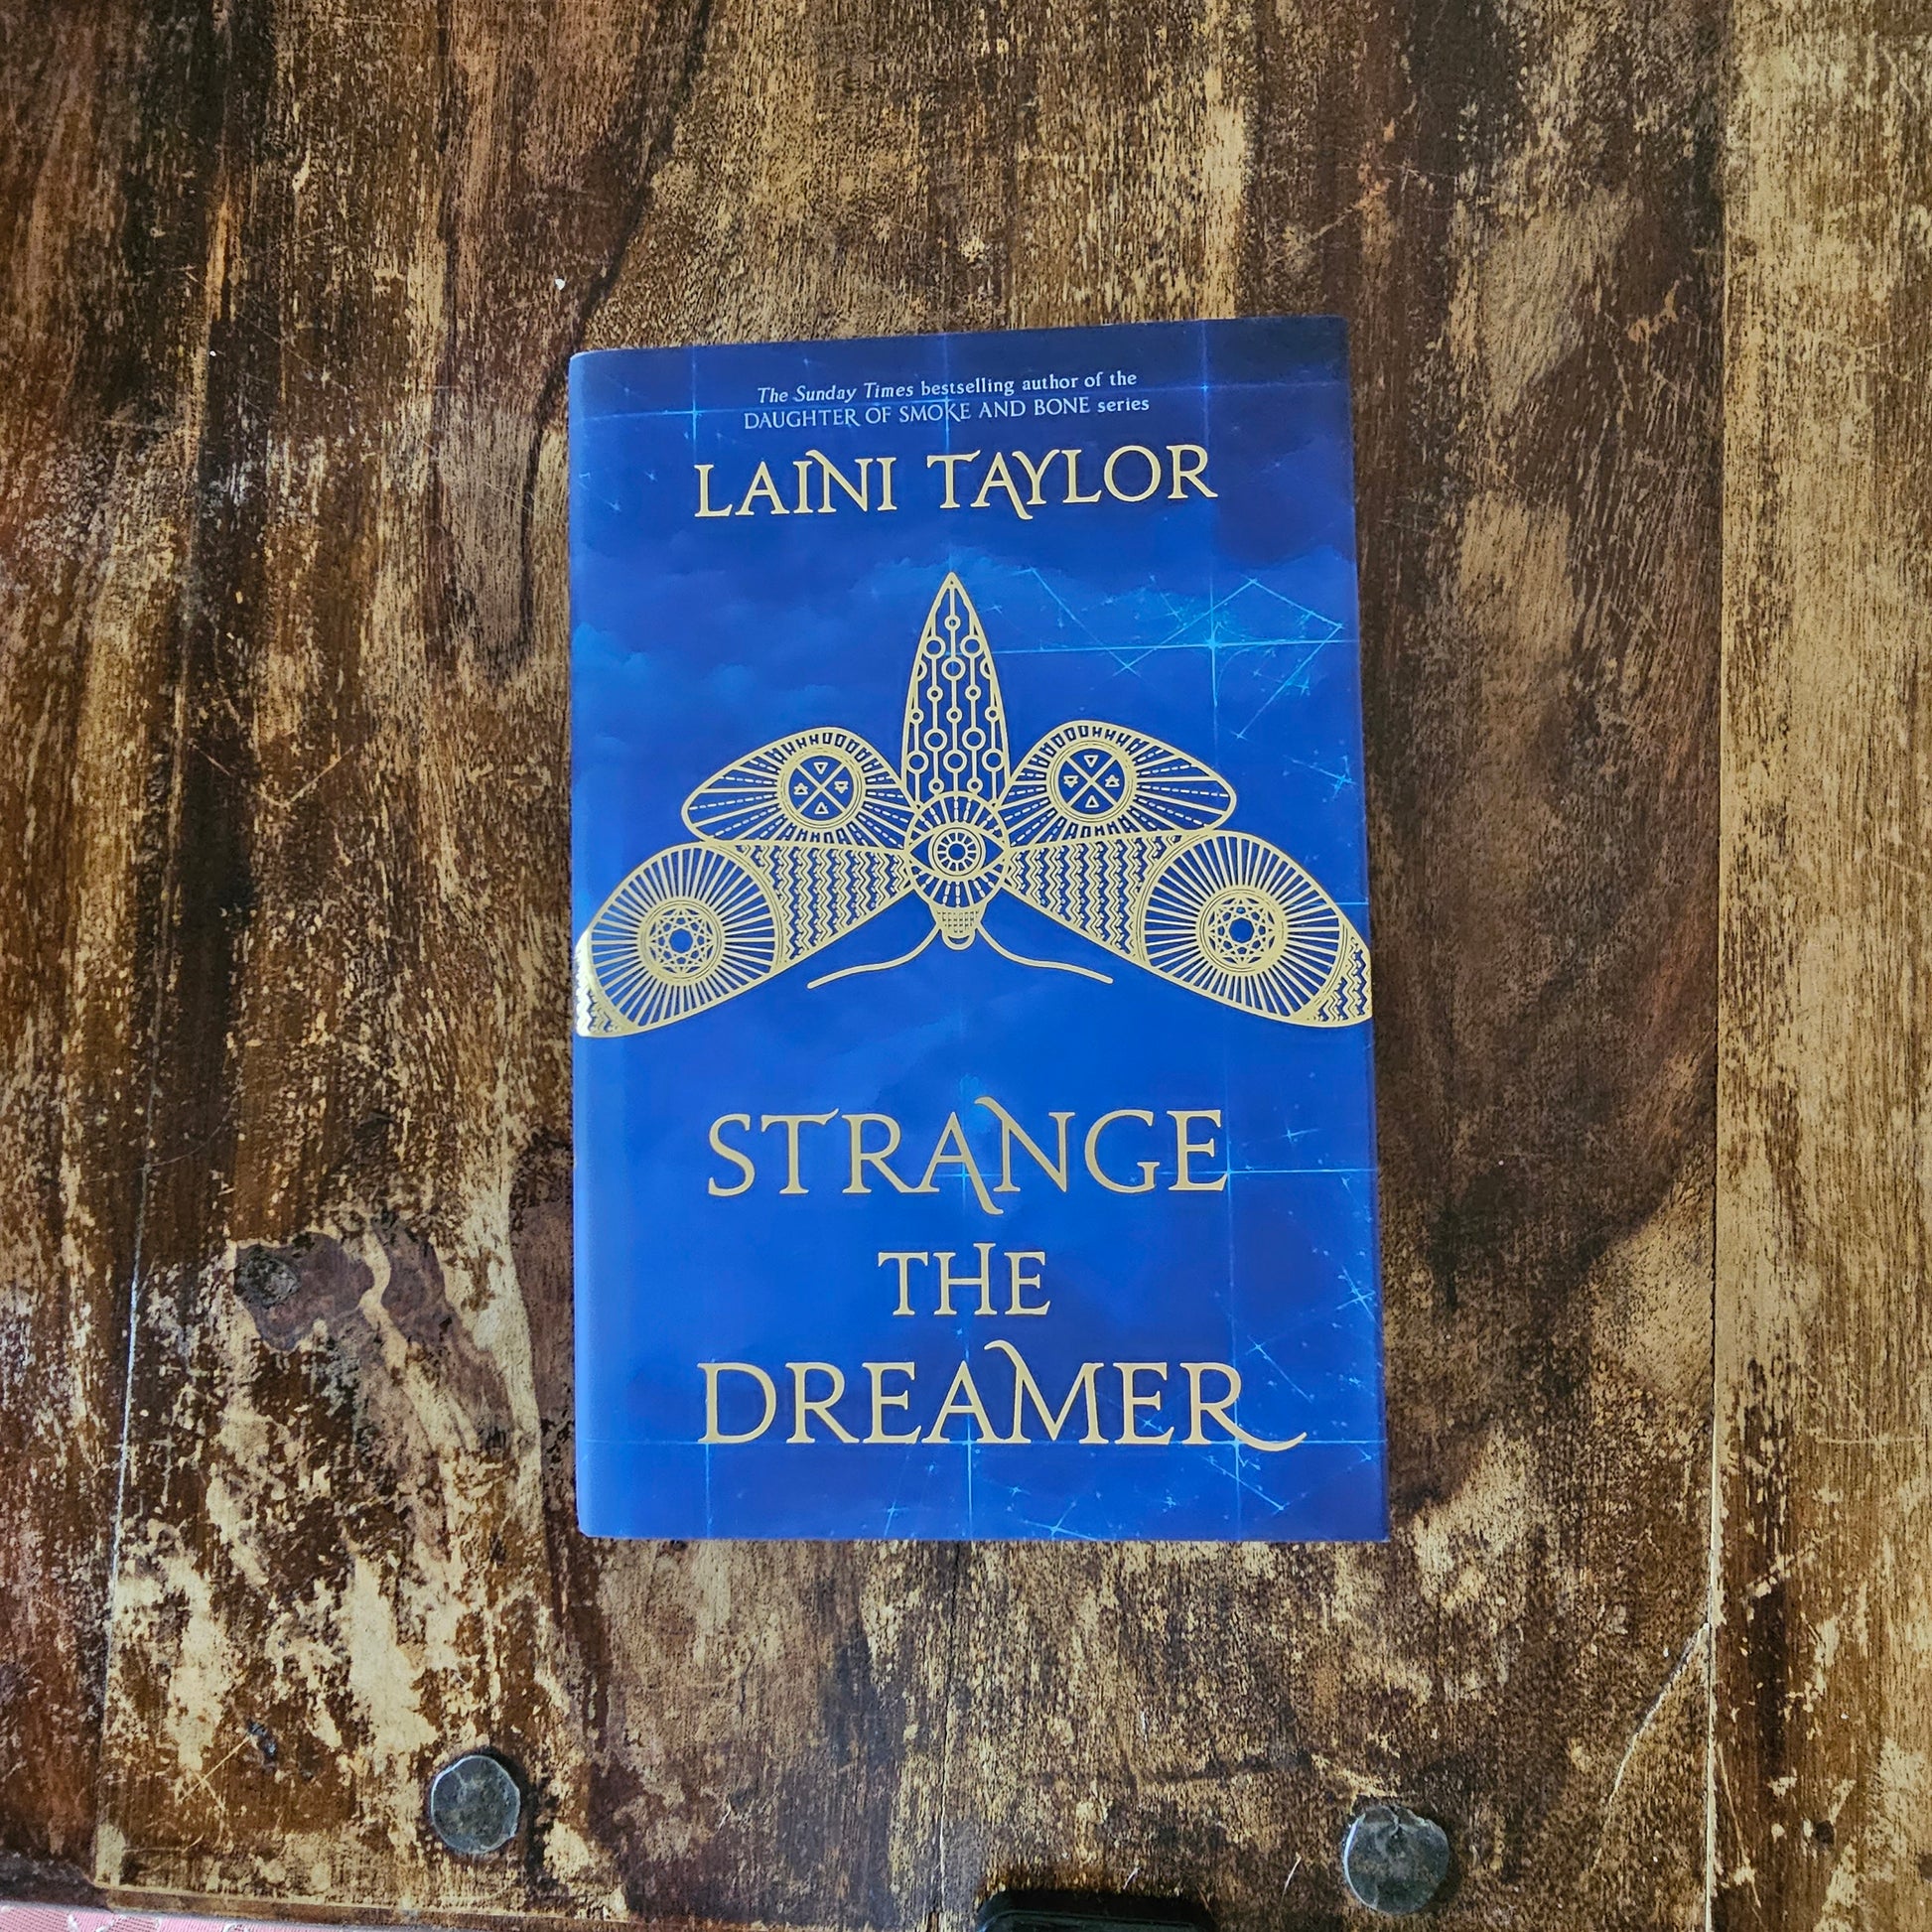 The Sunday Times bestselling author of the
DAUGHTER OF SMOKE AND BONE series
LAINI TAYLOR
STRANGE
THE
DREAMER